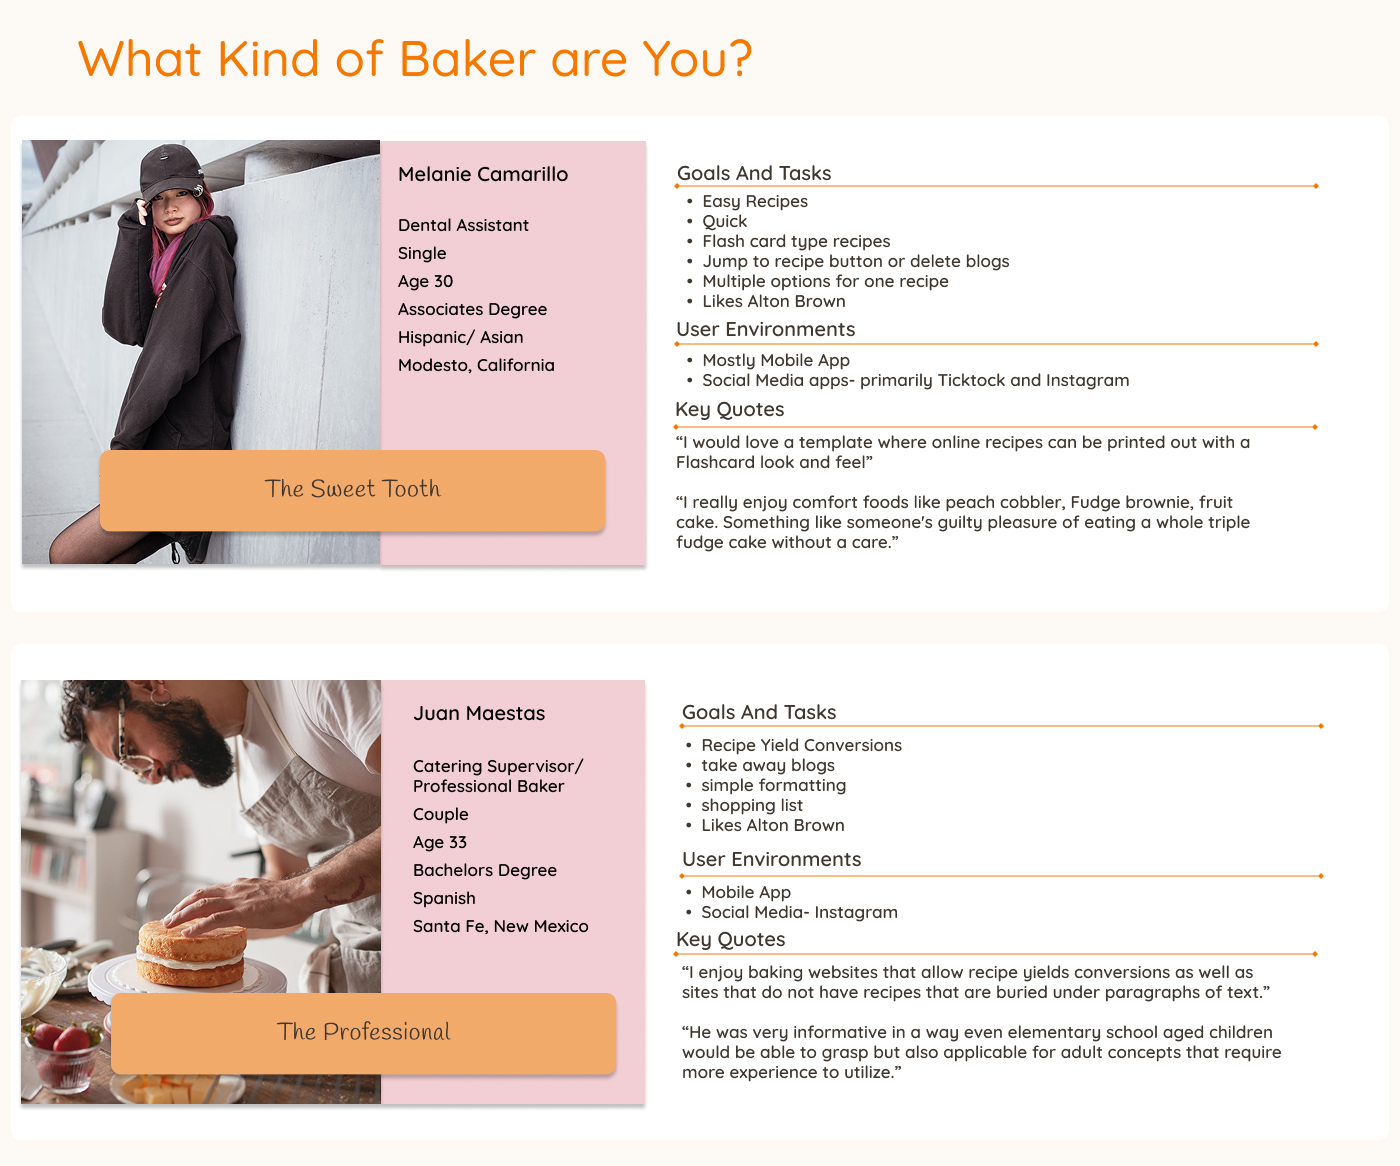 What Kind of Baker are You?
Melanie Camarillo
Dental Assistant
Single
Age 30
Associates Degree
Hispanic/ Asian
Modesto, California
The Sweet Tooth
Goals And Tasks
• Easy Recipes
• Quick
• Flash card type recipes
• Jump to recipe button or delete blogs
• Multiple options for one recipe
• Likes Alton Brown
User Environments
• Mostly Mobile App
• Social Media apps- primarily Ticktock and Instagram
Key Quotes
“I would love a template where online recipes can be printed out with a
Flashcard look and feel”
“I really enjoy comfort foods like peach cobbler, Fudge brownie, fruit
cake. Something like someone's guilty pleasure of eating a whole triple
fudge cake without a care.”
Juan Maestas
Catering Supervisor/
Professional Baker
Couple
Age 33
Bachelors Degree
Spanish
Santa Fe, New Mexico
The Professional
Goals And Tasks
• Recipe Yield Conversions
• take away blogs
• simple formatting
• shopping list
• Likes Alton Brown
User Environments
• Mobile App
• Social Media- Instagram
Key Quotes
“I enjoy baking websites that allow recipe yields conversions as well as
sites that do not have recipes that are buried under paragraphs of text.”
“He was very informative in a way even elementary school aged children
would be able to grasp but also applicable for adult concepts that require
more experience to utilize.”